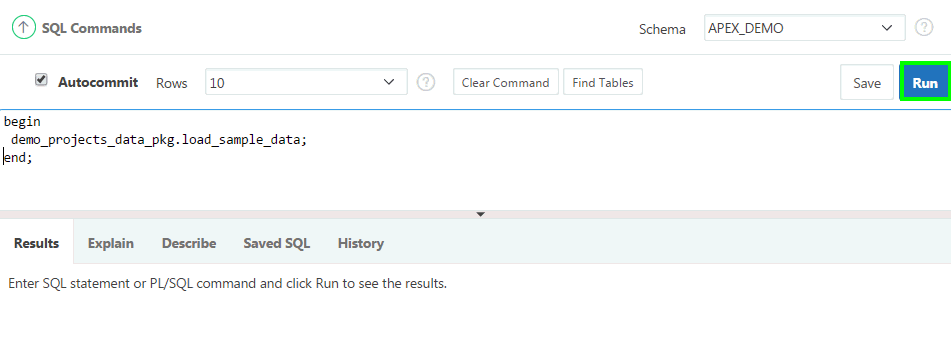 SQL Commands Schema APEX_DEMO ?
Autocommit Rows 10 ? Clear Command Find Tables Save Run
begin
demo_projects_data_pkg.load_sample_data;
end;
Results Explain Describe Saved SQL History
Enter SQL statement or PL/SQL command and click Run to see the results.